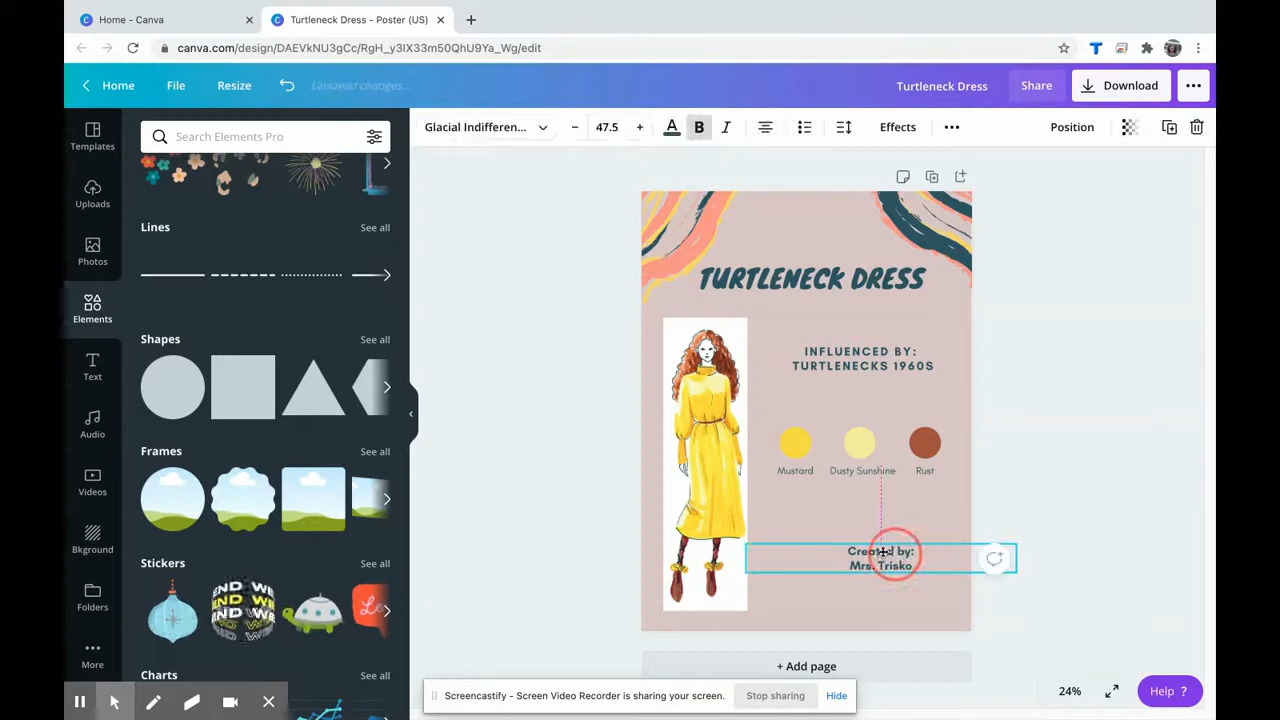 Home - Canva
Turtleneck Dress - Poster (US)
canva.com/design/DAEVkNU3gCc/RgH_y3IX33m50QhU9Ya_Wg/edit
Home
File
Resize
Unsaved changes...
Turtleneck Dress
Share
Download
Templates
Uploads
Photos
Elements
Text
Audio
Videos
Bkground
Folders
More
Search Elements Pro
Lines
See all
Shapes
See all
Frames
See all
Stickers
See all
Charts
See all
Glacial Indifferen...
47.5
B
I
Effects
Position
TURTLENECK DRESS
INFLUENCED BY:
TURTLENECKS 1960S
Mustard
Dusty Sunshine
Rust
Created by:
Mrs. Trisko
+ Add page
Screencastify - Screen Video Recorder is sharing your screen.
Stop sharing
Hide
24%
Help ?